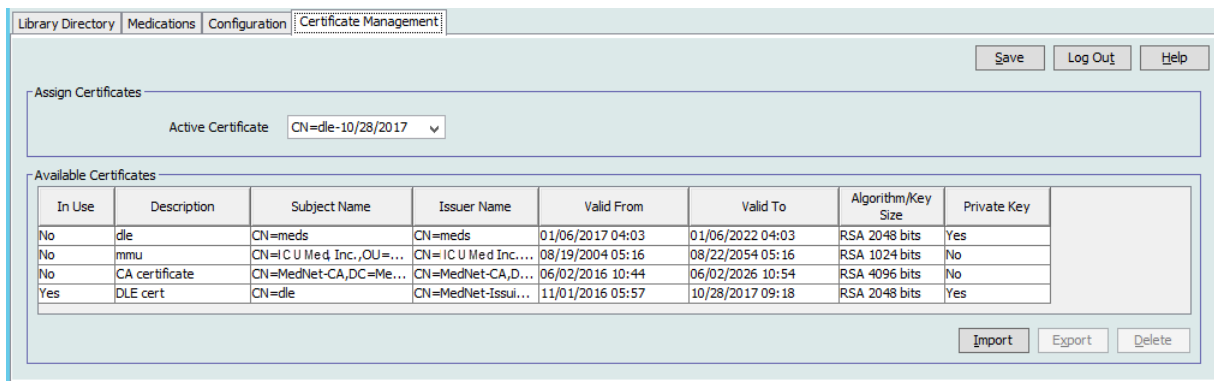 Library Directory Medications Configuration Certificate Management
Save Log Out Help
Assign Certificates
Active Certificate CN=dle-10/28/2017
Available Certificates
In Use Description Subject Name Issuer Name Valid From Valid To Algorithm/Key Size Private Key
No dle CN=meds CN=meds 01/06/2017 04:03 01/06/2022 04:03 RSA 2048 bits Yes
No mmu CN=ICU Med, Inc.,OU=... CN=ICU Med Inc.... 08/19/2004 05:16 08/22/2054 05:16 RSA 1024 bits No
No CA certificate CN=MedNet-CA,DC=Me... CN=MedNet-CA,D... 06/02/2016 10:44 06/02/2026 10:54 RSA 4096 bits No
Yes DLE cert CN=dle CN=MedNet-Issui... 11/01/2016 05:57 10/28/2017 09:18 RSA 2048 bits Yes
Import Export Delete